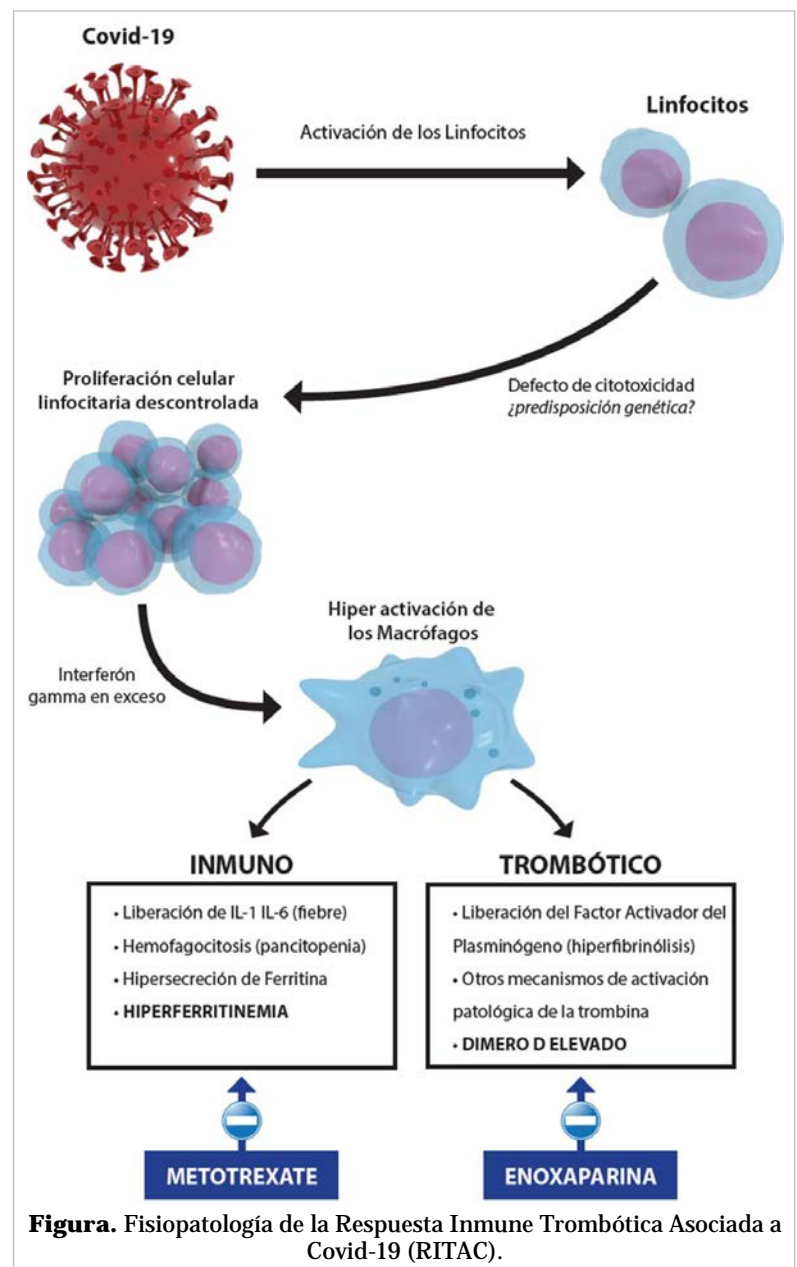 Covid-19
Activación de los Linfocitos
Linfocitos
Defecto de citotoxicidad
¿predisposición genética?
Proliferación celular
linfocitaria descontrolada
Interferón
gamma en exceso
Hiper activación de
los Macrófagos
INMUNO
• Liberación de IL-1 IL-6 (fiebre)
• Hemofagocitosis (pancitopenia)
• Hipersecreción de Ferritina
• HIPERFERRITINEMIA
TROMBÓTICO
• Liberación del Factor Activador del
Plasminógeno (hiperfibrinólisis)
• Otros mecanismos de activación
patológica de la trombina
• DIMERO D ELEVADO
METOTREXATE
ENOXAPARINA
Figura. Fisiopatología de la Respuesta Inmune Trombótica Asociada a
Covid-19 (RITAC).